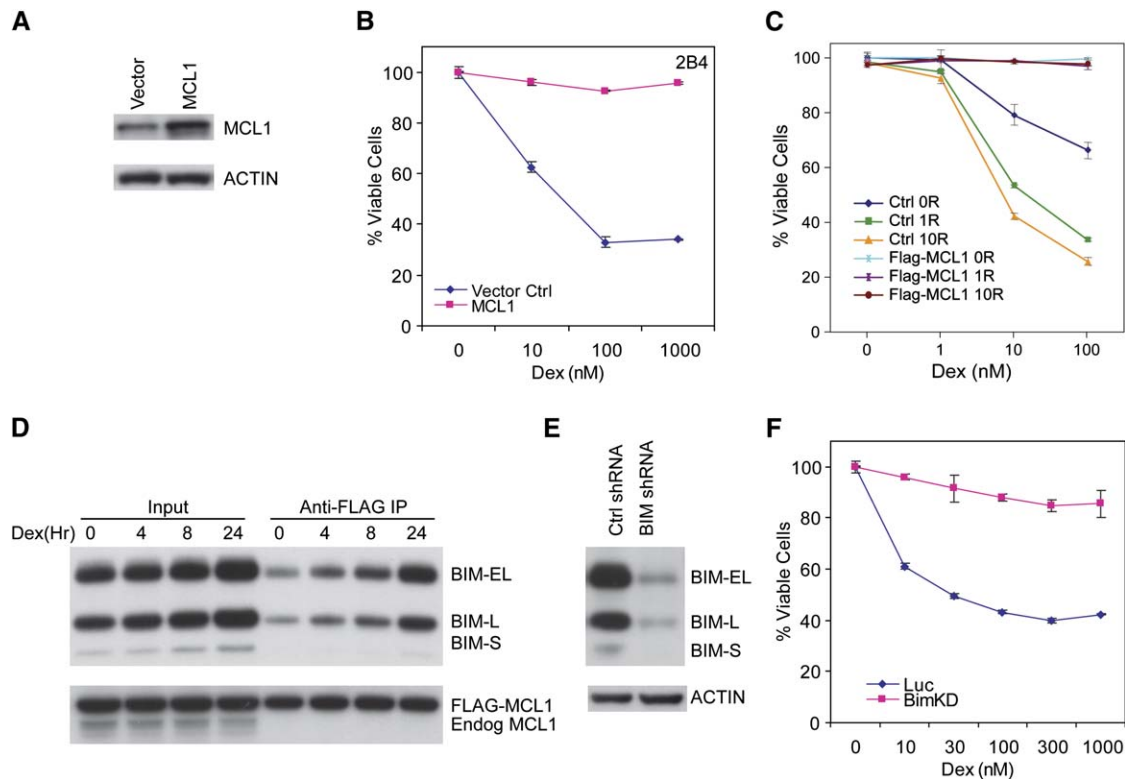 A
Vector
MCL1
MCL1
ACTIN
B
2B4
% Viable Cells
100
80
60
40
20
0
Vector Ctrl
MCL1
0 10 100 1000
Dex (nM)
C
% Viable Cells
100
80
60
40
20
0
Ctrl 0R
Ctrl 1R
Ctrl 10R
Flag-MCL1 0R
Flag-MCL1 1R
Flag-MCL1 10R
0 1 10 100
Dex (nM)
D
Input Anti-FLAG IP
Dex(Hr) 0 4 8 24 0 4 8 24
BIM-EL
BIM-L
BIM-S
FLAG-MCL1
Endog MCL1
E
Ctrl shRNA
BIM shRNA
BIM-EL
BIM-L
BIM-S
ACTIN
F
% Viable Cells
100
80
60
40
20
0
Luc
BimKD
0 10 30 100 300 1000
Dex (nM)